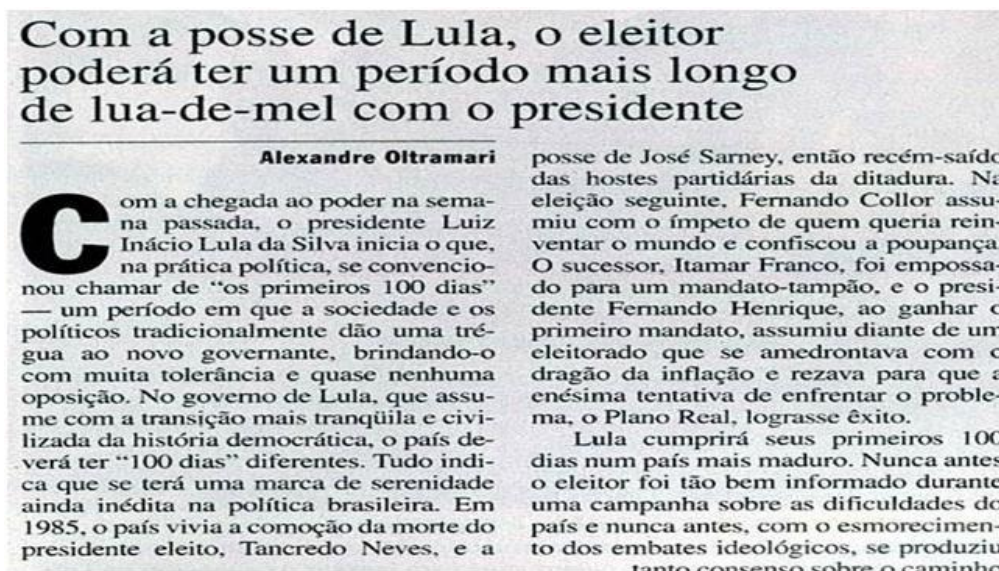 Com a posse de Lula, o eleitor
poderá ter um período mais longo
de lua-de-mel com o presidente
Alexandre Oltramari
Com a chegada ao poder na sema-
na passada, o presidente Luiz
Inácio Lula da Silva inicia o que,
na prática política, se convencio-
nou chamar de “os primeiros 100 dias”
— um período em que a sociedade e os
políticos tradicionalmente dão uma tré-
gua ao novo governante, brindando-o
com muita tolerância e quase nenhuma
oposição. No governo de Lula, que assu-
me com a transição mais tranqüila e civi-
lizada da história democrática, o país de-
verá ter “100 dias” diferentes. Tudo indi-
ca que se terá uma marca de serenidade
ainda inédita na política brasileira. Em
1985, o país vivia a comoção da morte do
presidente eleito, Tancredo Neves, e a
posse de José Sarney, então recém-saído
das hostes partidárias da ditadura. Na
eleição seguinte, Fernando Collor assu-
miu com o ímpeto de quem queria rein-
ventar o mundo e confiscou a poupança.
O sucessor, Itamar Franco, foi empossa-
do para um mandato-tampão, e o presi-
dente Fernando Henrique, ao ganhar o
primeiro mandato, assumiu diante de um
eleitorado que se amedrontava com o
dragão da inflação e rezava para que a
enésima tentativa de enfrentar o proble-
ma, o Plano Real, lograsse êxito.
Lula cumprirá seus primeiros 100
dias num país mais maduro. Nunca antes
o eleitor foi tão bem informado durante
uma campanha sobre as dificuldades do
país e nunca antes, com o esmorecimen-
to dos embates ideológicos, se produziu
tanto consenso sobre o caminho